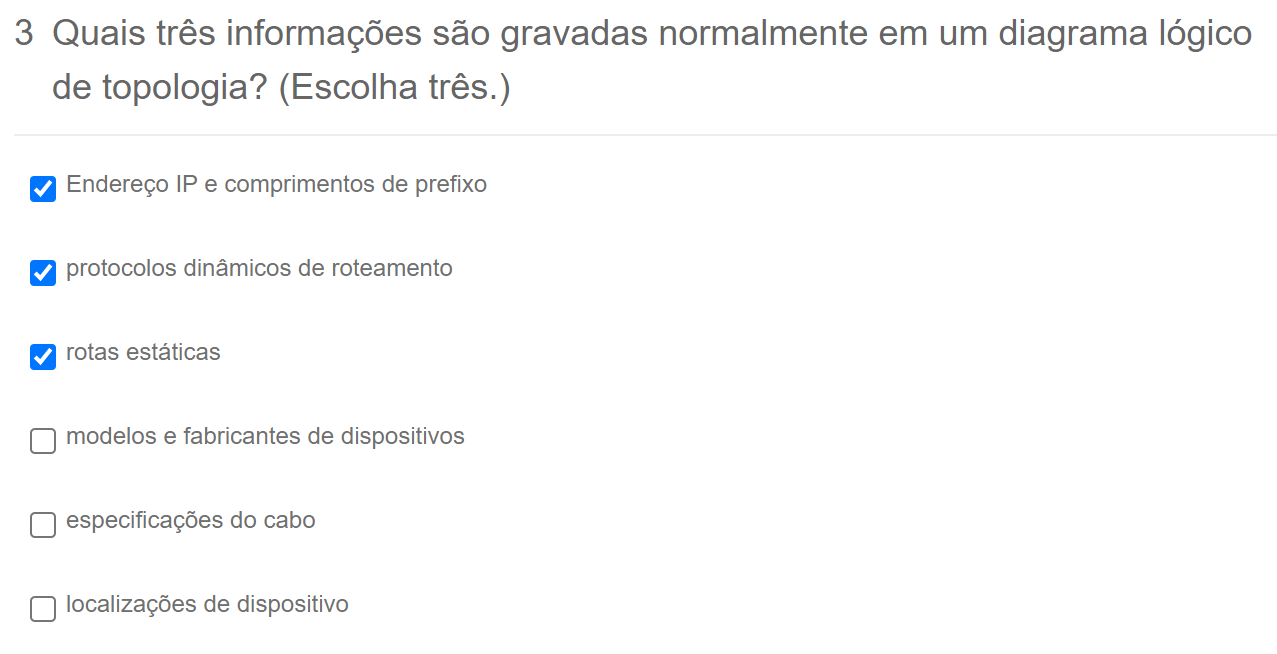 3 Quais três informações são gravadas normalmente em um diagrama lógico
de topologia? (Escolha três.)
Endereço IP e comprimentos de prefixo
protocolos dinâmicos de roteamento
rotas estáticas
modelos e fabricantes de dispositivos
especificações do cabo
localizações de dispositivo